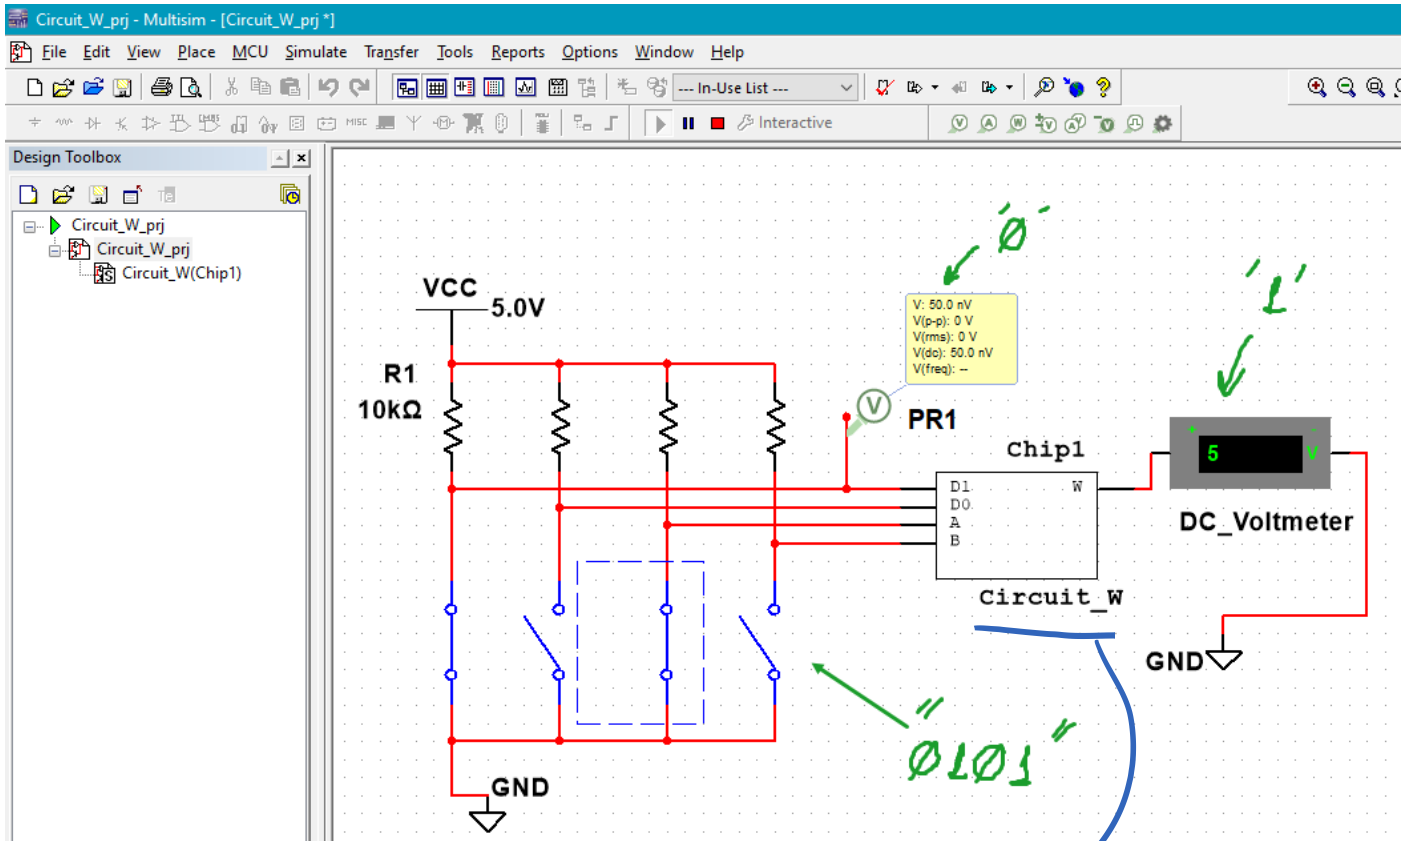 Circuit_W_prj - Multisim - [Circuit_W_prj *]
File Edit View Place MCU Simulate Transfer Tools Reports Options Window Help
--- In-Use List ---
MISC Interactive
Design Toolbox
Circuit_W_prj
Circuit_W_prj
Circuit_W(Chip1)
'0'
'1'
VCC
5.0V
V: 50.0 nV
V(p-p): 0 V
V(rms): 0 V
V(dc): 50.0 nV
V(freq): --
R1
10kΩ
V
PR1
Chip1
5 V
D1 W
D0
A
B
DC_Voltmeter
Circuit_W
GND
"0101"
GND